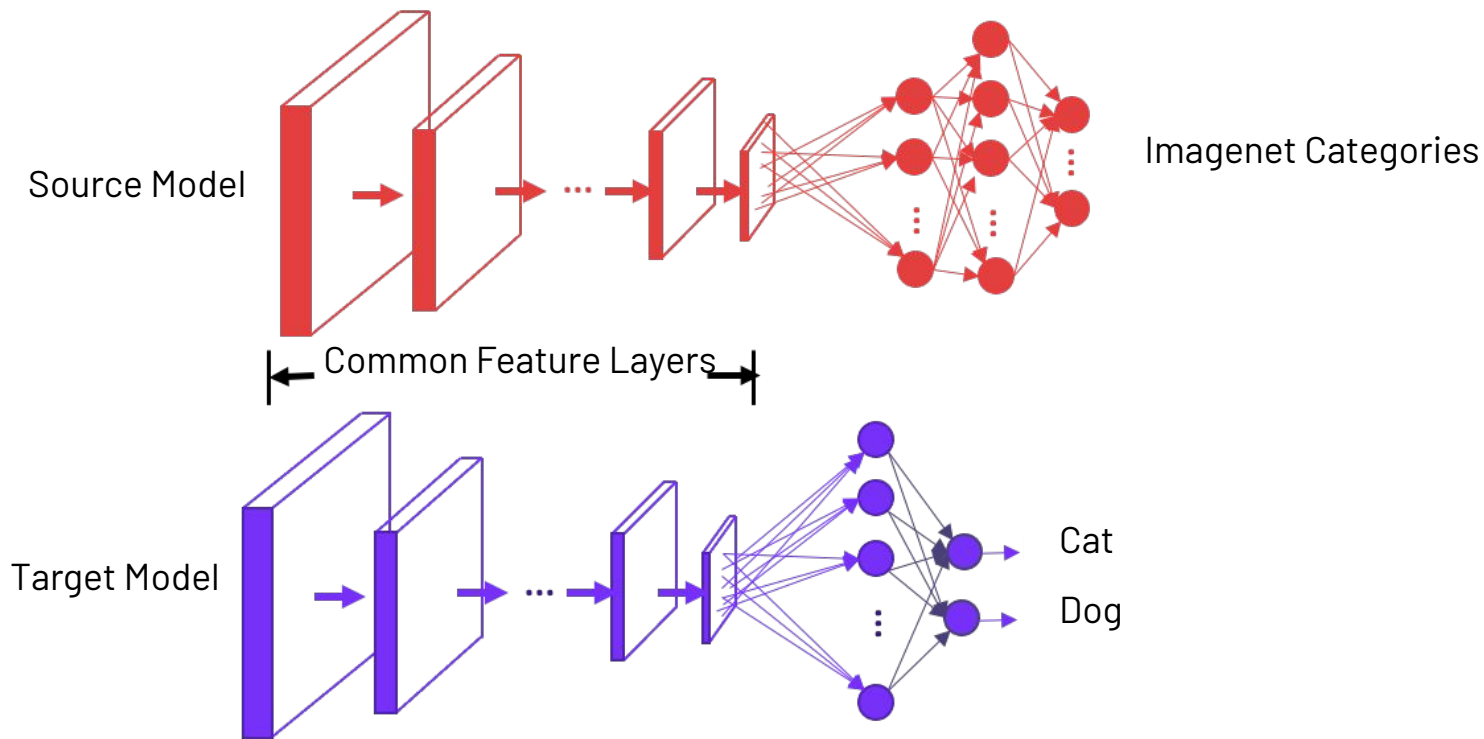 Source Model
Imagenet Categories
Common Feature Layers
Target Model
Cat
Dog